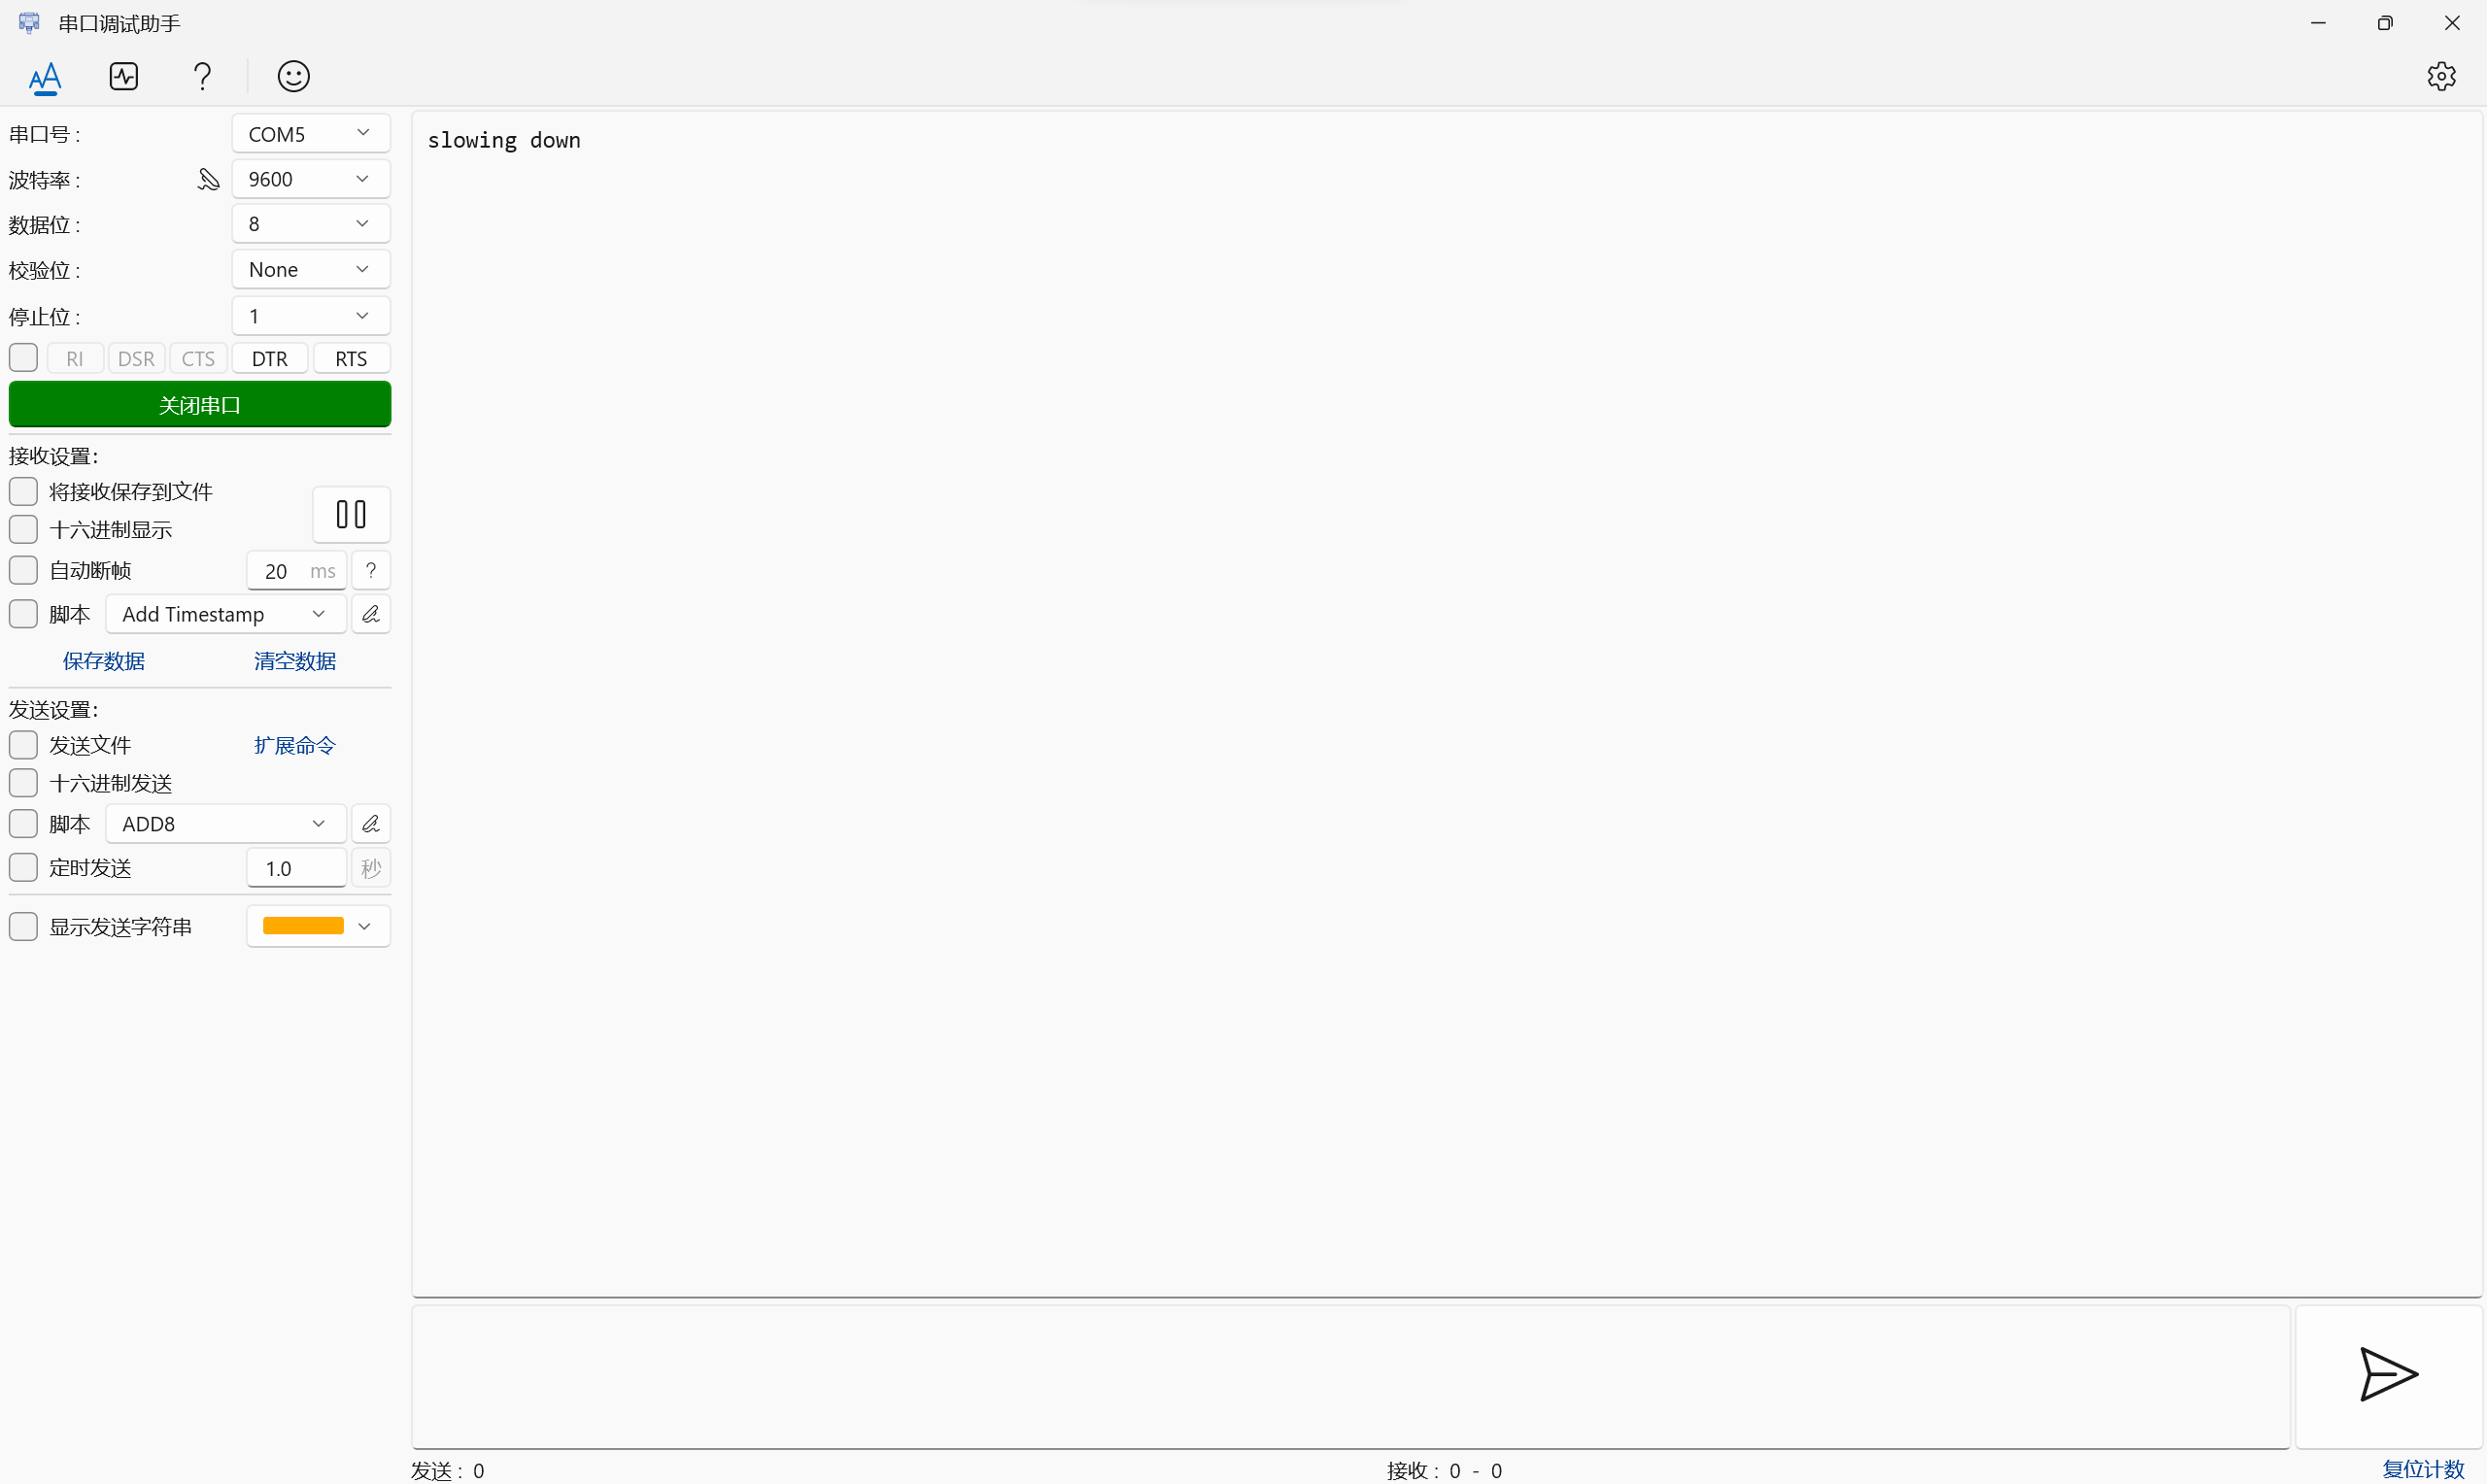 串口调试助手
串口号 : COM5
波特率 : 9600
数据位 : 8
校验位 : None
停止位 : 1
RI DSR CTS DTR RTS
关闭串口
接收设置:
将接收保存到文件
十六进制显示
自动断帧 20 ms ?
脚本 Add Timestamp
保存数据 清空数据
发送设置:
发送文件 扩展命令
十六进制发送
脚本 ADD8
定时发送 1.0 秒
显示发送字符串
slowing down
发送 : 0 接收 : 0 - 0 复位计数